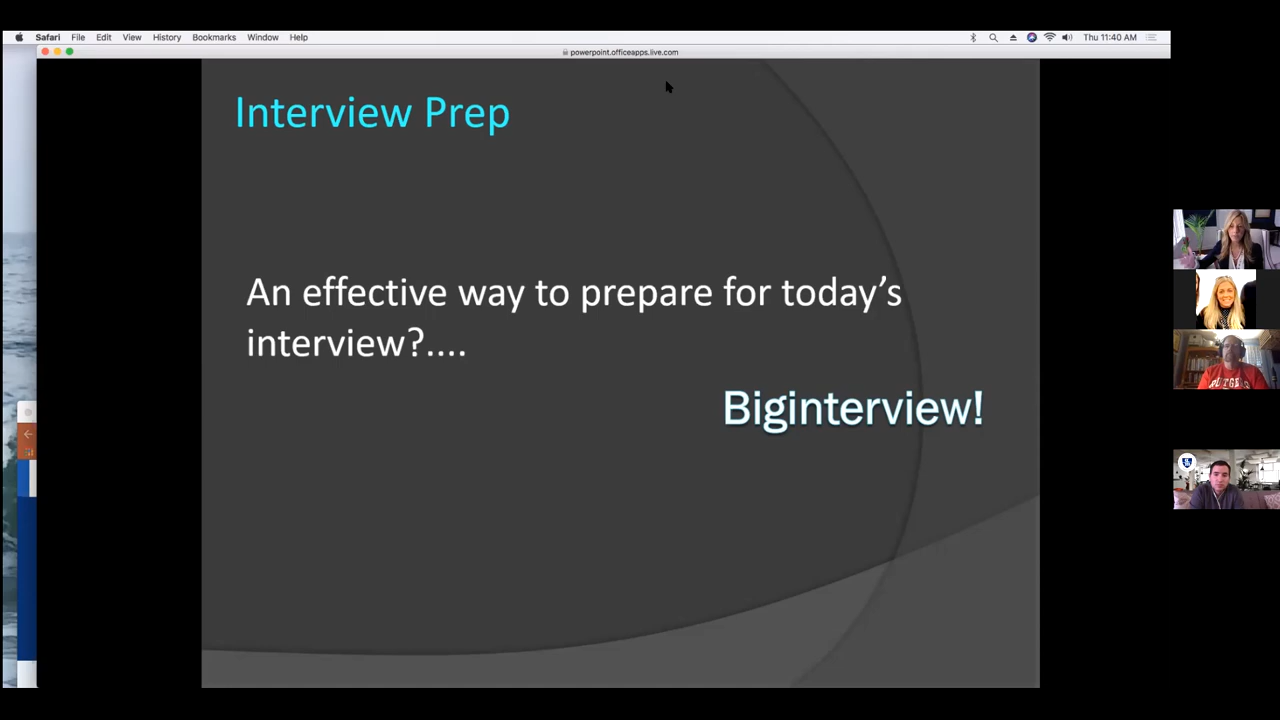 Safari File Edit View History Bookmarks Window Help Thu 11:40 AM
powerpoint.officeapps.live.com
Interview Prep
An effective way to prepare for today’s
interview?....
Biginterview!
RUTGERS